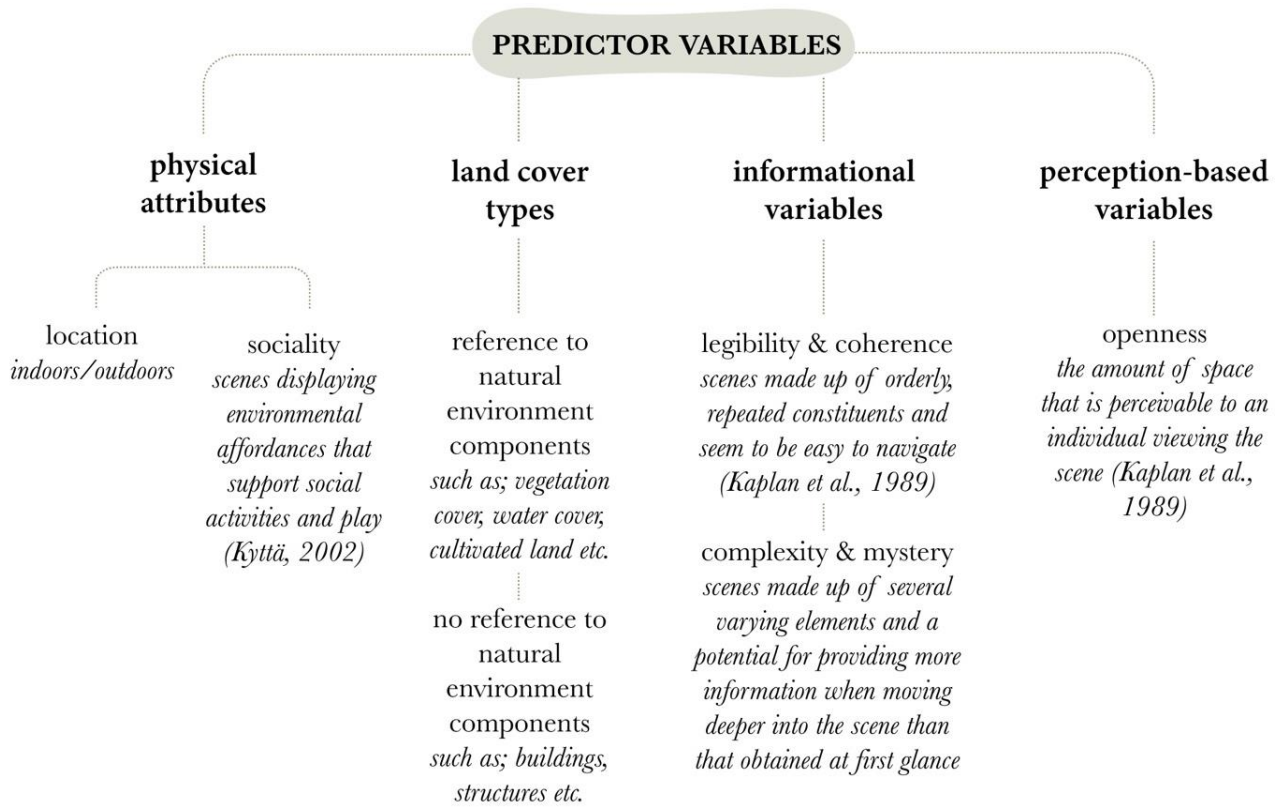 PREDICTOR VARIABLES
physical
attributes
location
indoors/outdoors
sociality
scenes displaying
environmental
affordances that
support social
activities and play
(Kyttä, 2002)
land cover
types
reference to
natural
environment
components
such as; vegetation
cover, water cover,
cultivated land etc.
no reference to
natural
environment
components
such as; buildings,
structures etc.
informational
variables
legibility & coherence
scenes made up of orderly,
repeated constituents and
seem to be easy to navigate
(Kaplan et al., 1989)
complexity & mystery
scenes made up of several
varying elements and a
potential for providing more
information when moving
deeper into the scene than
that obtained at first glance
perception-based
variables
openness
the amount of space
that is perceivable to an
individual viewing the
scene (Kaplan et al.,
1989)